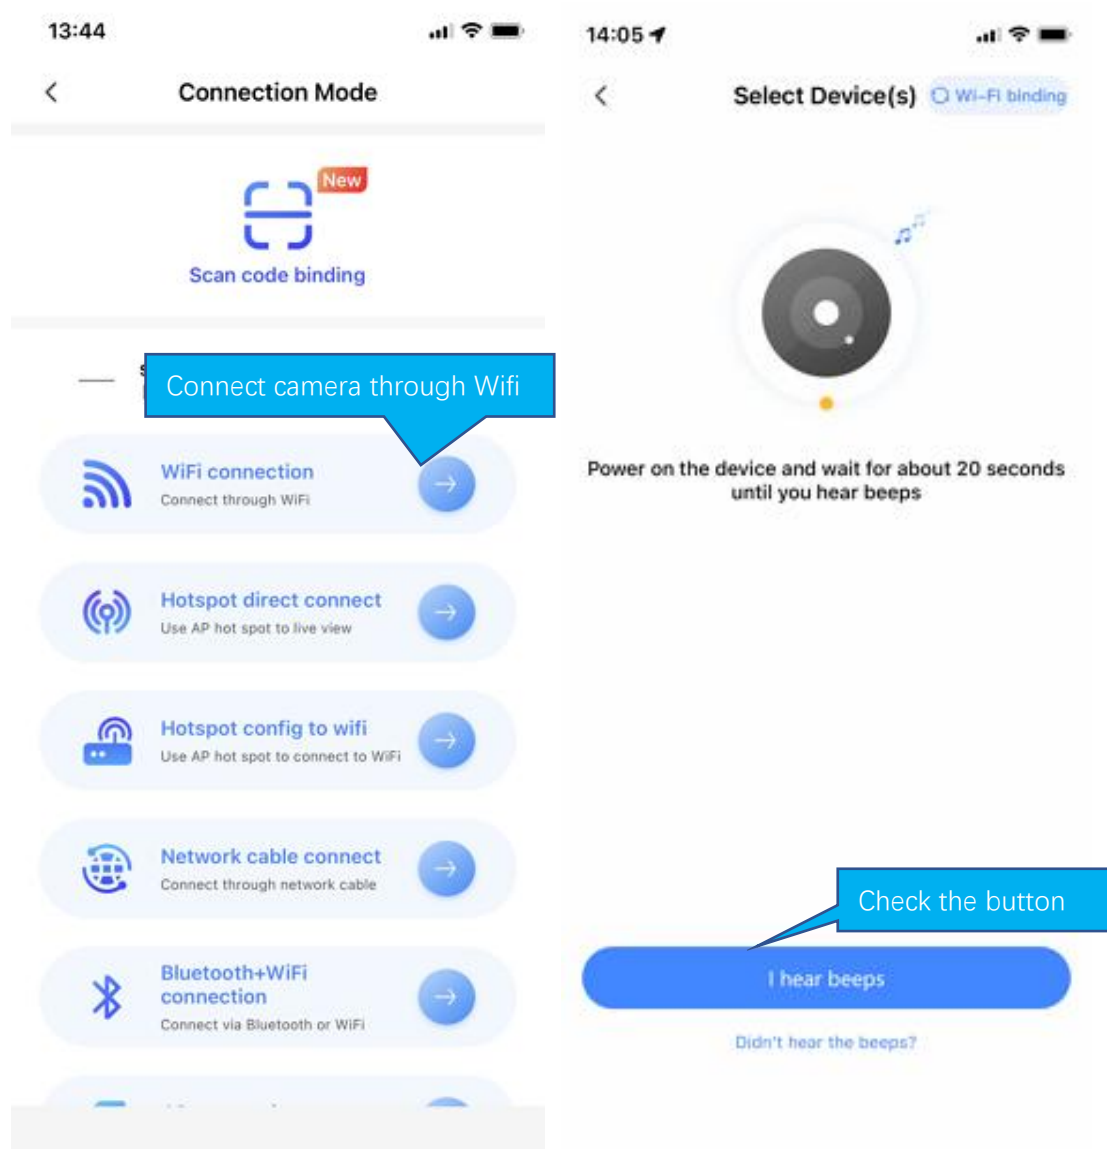 13:44
Connection Mode
New
Scan code binding
Connect camera through Wifi
WiFi connection
Connect through WiFi
Hotspot direct connect
Use AP hot spot to live view
Hotspot config to wifi
Use AP hot spot to connect to WiFi
Network cable connect
Connect through network cable
Bluetooth+WiFi
connection
Connect via Bluetooth or WiFi
14:05
Select Device(s)
Wi-Fi binding
Power on the device and wait for about 20 seconds
until you hear beeps
Check the button
I hear beeps
Didn't hear the beeps?